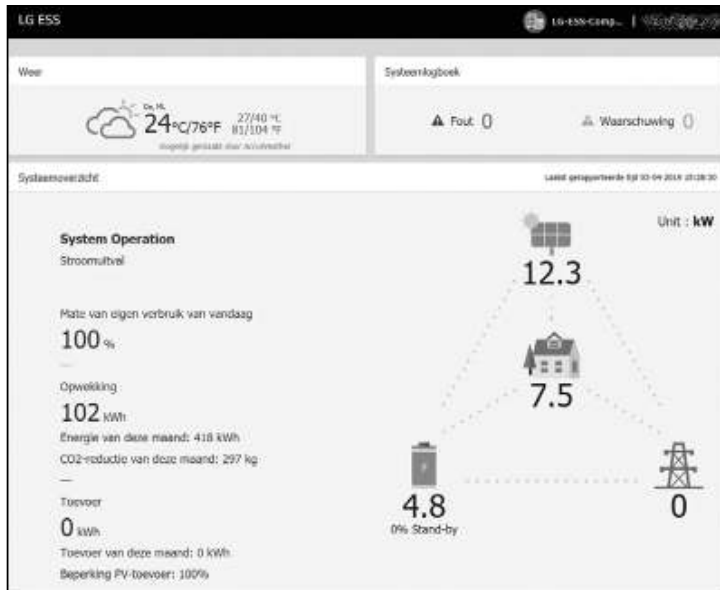 LG ESS
LG-ESS-Comp... |
Weer
24°C/76°F
27/40 °C
81/104 °F
Systeemlogboek
Fout 0
Waarschuwing 0
Systeemoverzicht
Unit : kW
System Operation
Stroomuitval
Mate van eigen verbruik van vandaag
100 %
Opwekking
102 kWh
Energie van deze maand: 418 kWh
CO2-reductie van deze maand: 297 kg
Toevoer
0 kWh
Toevoer van deze maand: 0 kWh
Beperking PV-toevoer: 100%
12.3
7.5
4.8
0% Stand-by
0